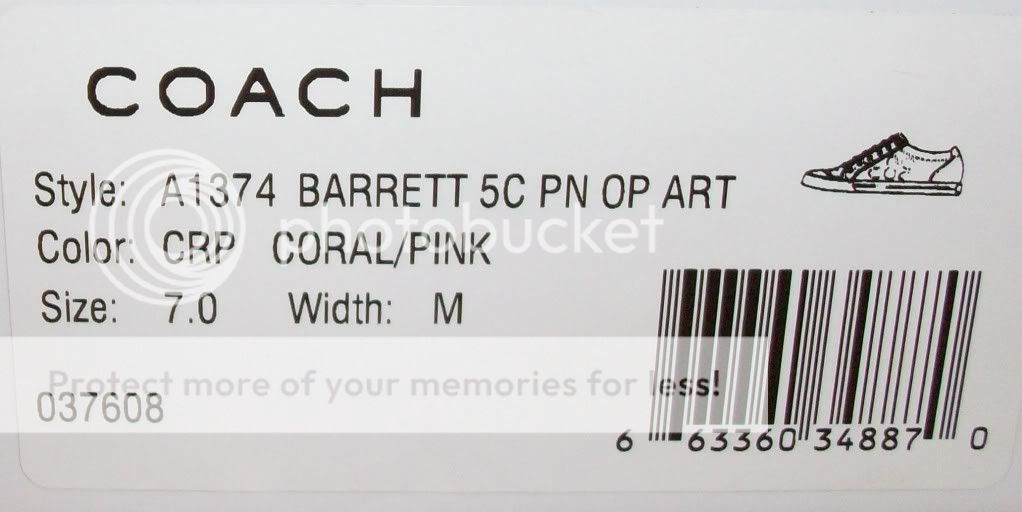 COACH
Style: A1374 BARRETT 5C PN OP ART
Color: CRP CORAL/PINK
Size: 7.0 Width: M
photobucket
Protect more of your memories for less!
037608
6 63360 34887 0